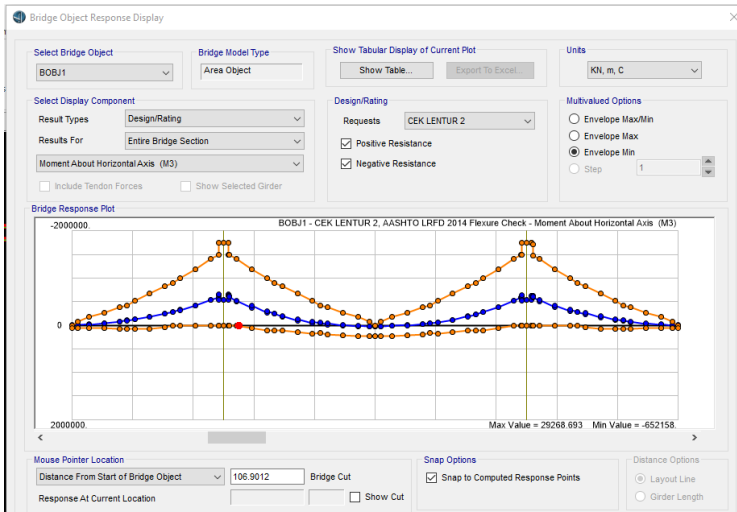 Bridge Object Response Display
Select Bridge Object
BOBJ1
Bridge Model Type
Area Object
Show Tabular Display of Current Plot
Show Table...
Export To Excel...
Units
KN, m, C
Select Display Component
Result Types
Design/Rating
Results For
Entire Bridge Section
Moment About Horizontal Axis (M3)
Include Tendon Forces
Show Selected Girder
Design/Rating
Requests
CEK LENTUR 2
Positive Resistance
Negative Resistance
Multivalued Options
Envelope Max/Min
Envelope Max
Envelope Min
Step
1
Bridge Response Plot
-2000000.
BOBJ1 - CEK LENTUR 2, AASHTO LRFD 2014 Flexure Check - Moment About Horizontal Axis (M3)
0
2000000.
Max Value = 29268.693 Min Value = -652158.
Mouse Pointer Location
Distance From Start of Bridge Object
106.9012
Bridge Cut
Response At Current Location
Show Cut
Snap Options
Snap to Computed Response Points
Distance Options
Layout Line
Girder Length